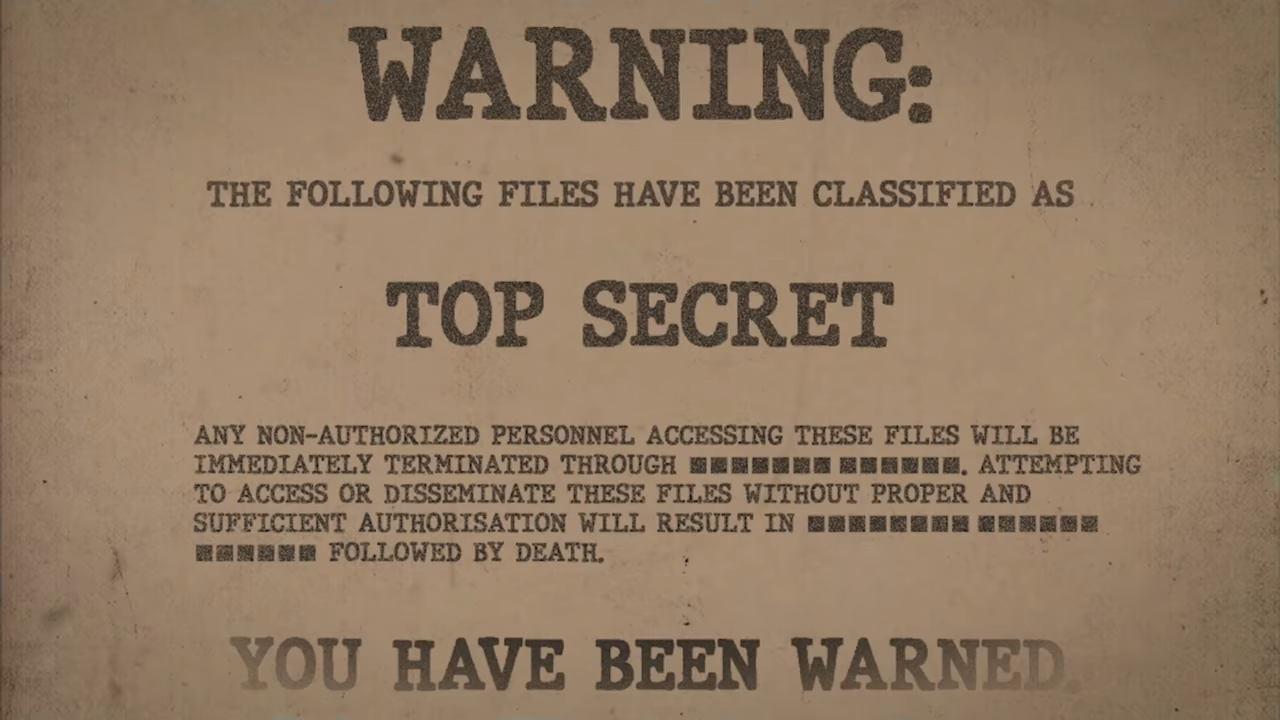 WARNING:
THE FOLLOWING FILES HAVE BEEN CLASSIFIED AS
TOP SECRET
ANY NON-AUTHORIZED PERSONNEL ACCESSING THESE FILES WILL BE
IMMEDIATELY TERMINATED THROUGH ■■■■■■■ ■■■■■■. ATTEMPTING
TO ACCESS OR DISSEMINATE THESE FILES WITHOUT PROPER AND
SUFFICIENT AUTHORISATION WILL RESULT IN ■■■■■■■■ ■■■■■■
■■■■■■ FOLLOWED BY DEATH.
YOU HAVE BEEN WARNED.